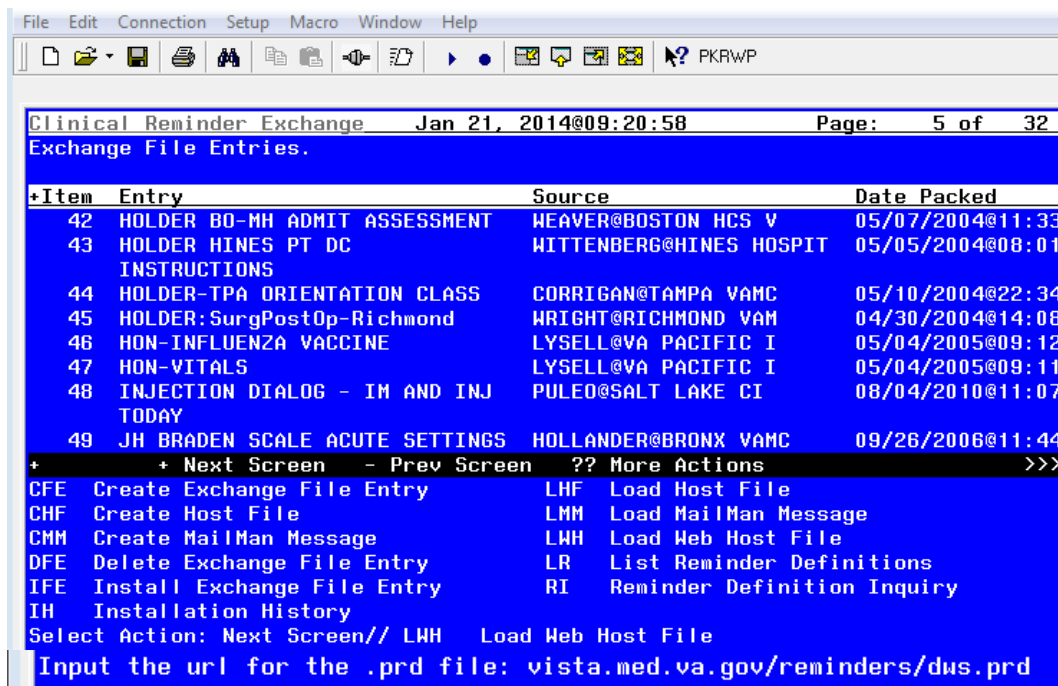 File Edit Connection Setup Macro Window Help
PKRWP
Clinical Reminder Exchange Jan 21, 2014@09:20:58 Page: 5 of 32
Exchange File Entries.
+Item Entry Source Date Packed
42 HOLDER BO-MH ADMIT ASSESSMENT WEAVER@BOSTON HCS V 05/07/2004@11:33
43 HOLDER HINES PT DC WITTENBERG@HINES HOSPIT 05/05/2004@08:01
INSTRUCTIONS
44 HOLDER-TPA ORIENTATION CLASS CORRIGAN@TAMPA VAMC 05/10/2004@22:34
45 HOLDER:SurgPostOp-Richmond WRIGHT@RICHMOND VAM 04/30/2004@14:08
46 HON-INFLUENZA VACCINE LYSELL@VA PACIFIC I 05/04/2005@09:12
47 HON-VITALS LYSELL@VA PACIFIC I 05/04/2005@09:11
48 INJECTION DIALOG - IM AND INJ PULEO@SALT LAKE CI 08/04/2010@11:07
TODAY
49 JH BRADEN SCALE ACUTE SETTINGS HOLLANDER@BRONX VAMC 09/26/2006@11:44
+ + Next Screen - Prev Screen ?? More Actions >>>
CFE Create Exchange File Entry LHF Load Host File
CHF Create Host File LMM Load MailMan Message
CMM Create MailMan Message LWH Load Web Host File
DFE Delete Exchange File Entry LR List Reminder Definitions
IFE Install Exchange File Entry RI Reminder Definition Inquiry
IH Installation History
Select Action: Next Screen// LWH Load Web Host File
Input the url for the .prd file: vista.med.va.gov/reminders/dws.prd